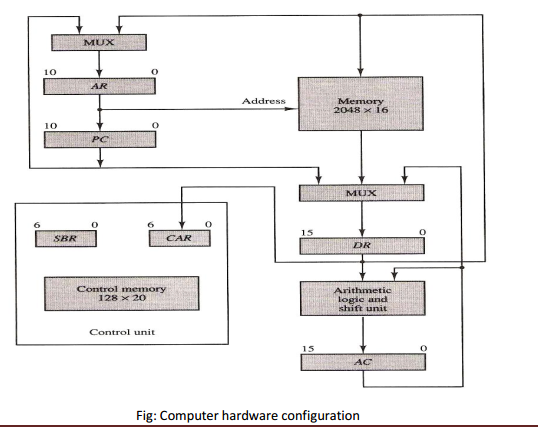 MUX
10 0
AR
Address
Memory
2048 × 16
10 0
PC
MUX
6 0
SBR
6 0
CAR
15 0
DR
Control memory
128 × 20
Arithmetic
logic and
shift unit
Control unit
15 0
AC
Fig: Computer hardware configuration